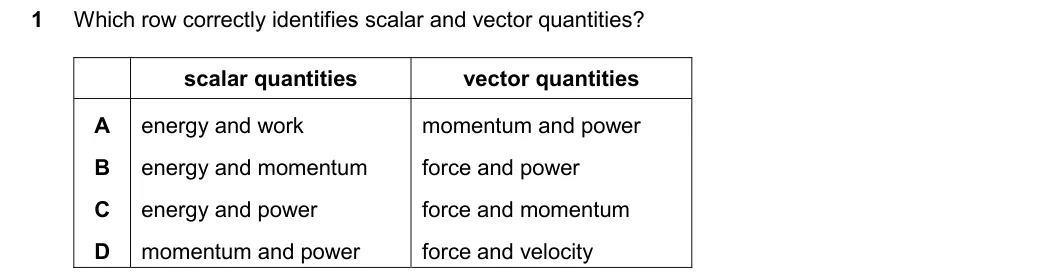 1 Which row correctly identifies scalar and vector quantities?
scalar quantities vector quantities
A energy and work momentum and power
B energy and momentum force and power
C energy and power force and momentum
D momentum and power force and velocity